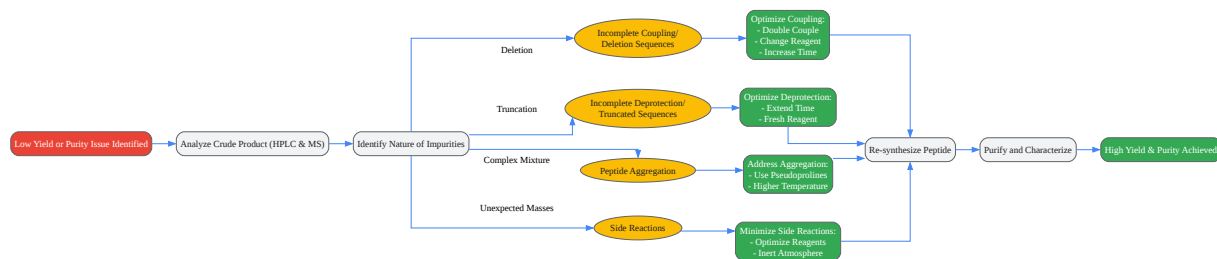 Low Yield or Purity Issue Identified
Analyze Crude Product (HPLC & MS)
Identify Nature of Impurities
Deletion
Incomplete Coupling/
Deletion Sequences
Optimize Coupling:
- Double Couple
- Change Reagent
- Increase Time
Truncation
Incomplete Deprotection/
Truncated Sequences
Optimize Deprotection:
- Extend Time
- Fresh Reagent
Complex Mixture
Peptide Aggregation
Address Aggregation:
- Use Pseudoprolines
- Higher Temperature
Unexpected Masses
Side Reactions
Minimize Side Reactions:
- Optimize Reagents
- Inert Atmosphere
Re-synthesize Peptide
Purify and Characterize
High Yield & Purity Achieved